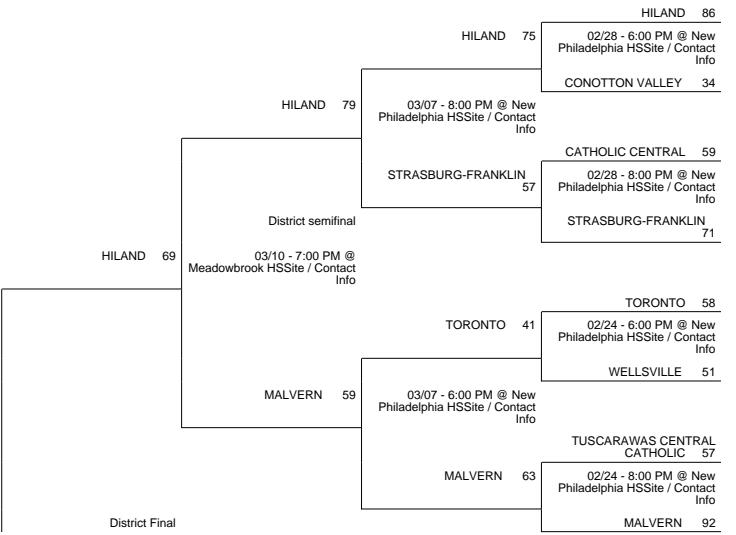 HILAND 86
HILAND 75
02/28 - 6:00 PM @ New
Philadelphia HSSite / Contact
Info
CONOTTON VALLEY 34
HILAND 79
03/07 - 8:00 PM @ New
Philadelphia HSSite / Contact
Info
CATHOLIC CENTRAL 59
STRASBURG-FRANKLIN
57
02/28 - 8:00 PM @ New
Philadelphia HSSite / Contact
Info
STRASBURG-FRANKLIN
71
District semifinal
HILAND 69
03/10 - 7:00 PM @
Meadowbrook HSSite / Contact
Info
TORONTO 58
TORONTO 41
02/24 - 6:00 PM @ New
Philadelphia HSSite / Contact
Info
WELLSVILLE 51
MALVERN 59
03/07 - 6:00 PM @ New
Philadelphia HSSite / Contact
Info
TUSCARAWAS CENTRAL
CATHOLIC 57
MALVERN 63
02/24 - 8:00 PM @ New
Philadelphia HSSite / Contact
Info
MALVERN 92
District Final